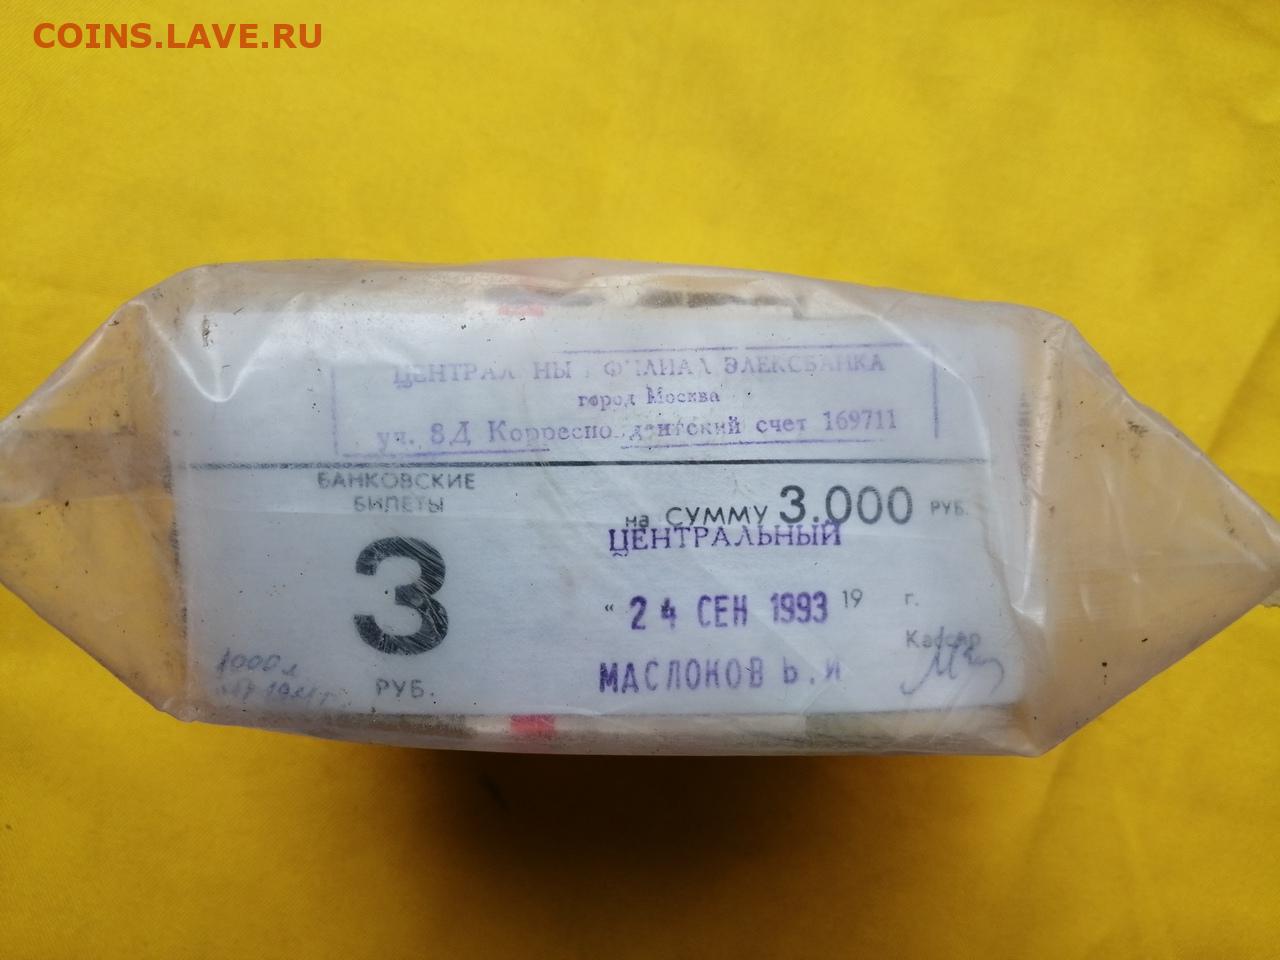 COINS.LAVE.RU
ЦЕНТРАЛ НЫ ФИЛИАЛ ЭЛЕКСБАНКА
город Москва
уч. 8Д Корреспо дентский счет 169711
БАНКОВСКИЕ
БИЛЕТЫ
на СУММУ 3.000 РУБ.
ЦЕНТРАЛЬНЫЙ
3
РУБ.
" 24 СЕН 1993 19 г.
Кассир
МАСЛОКОВ Б.И
1000 л